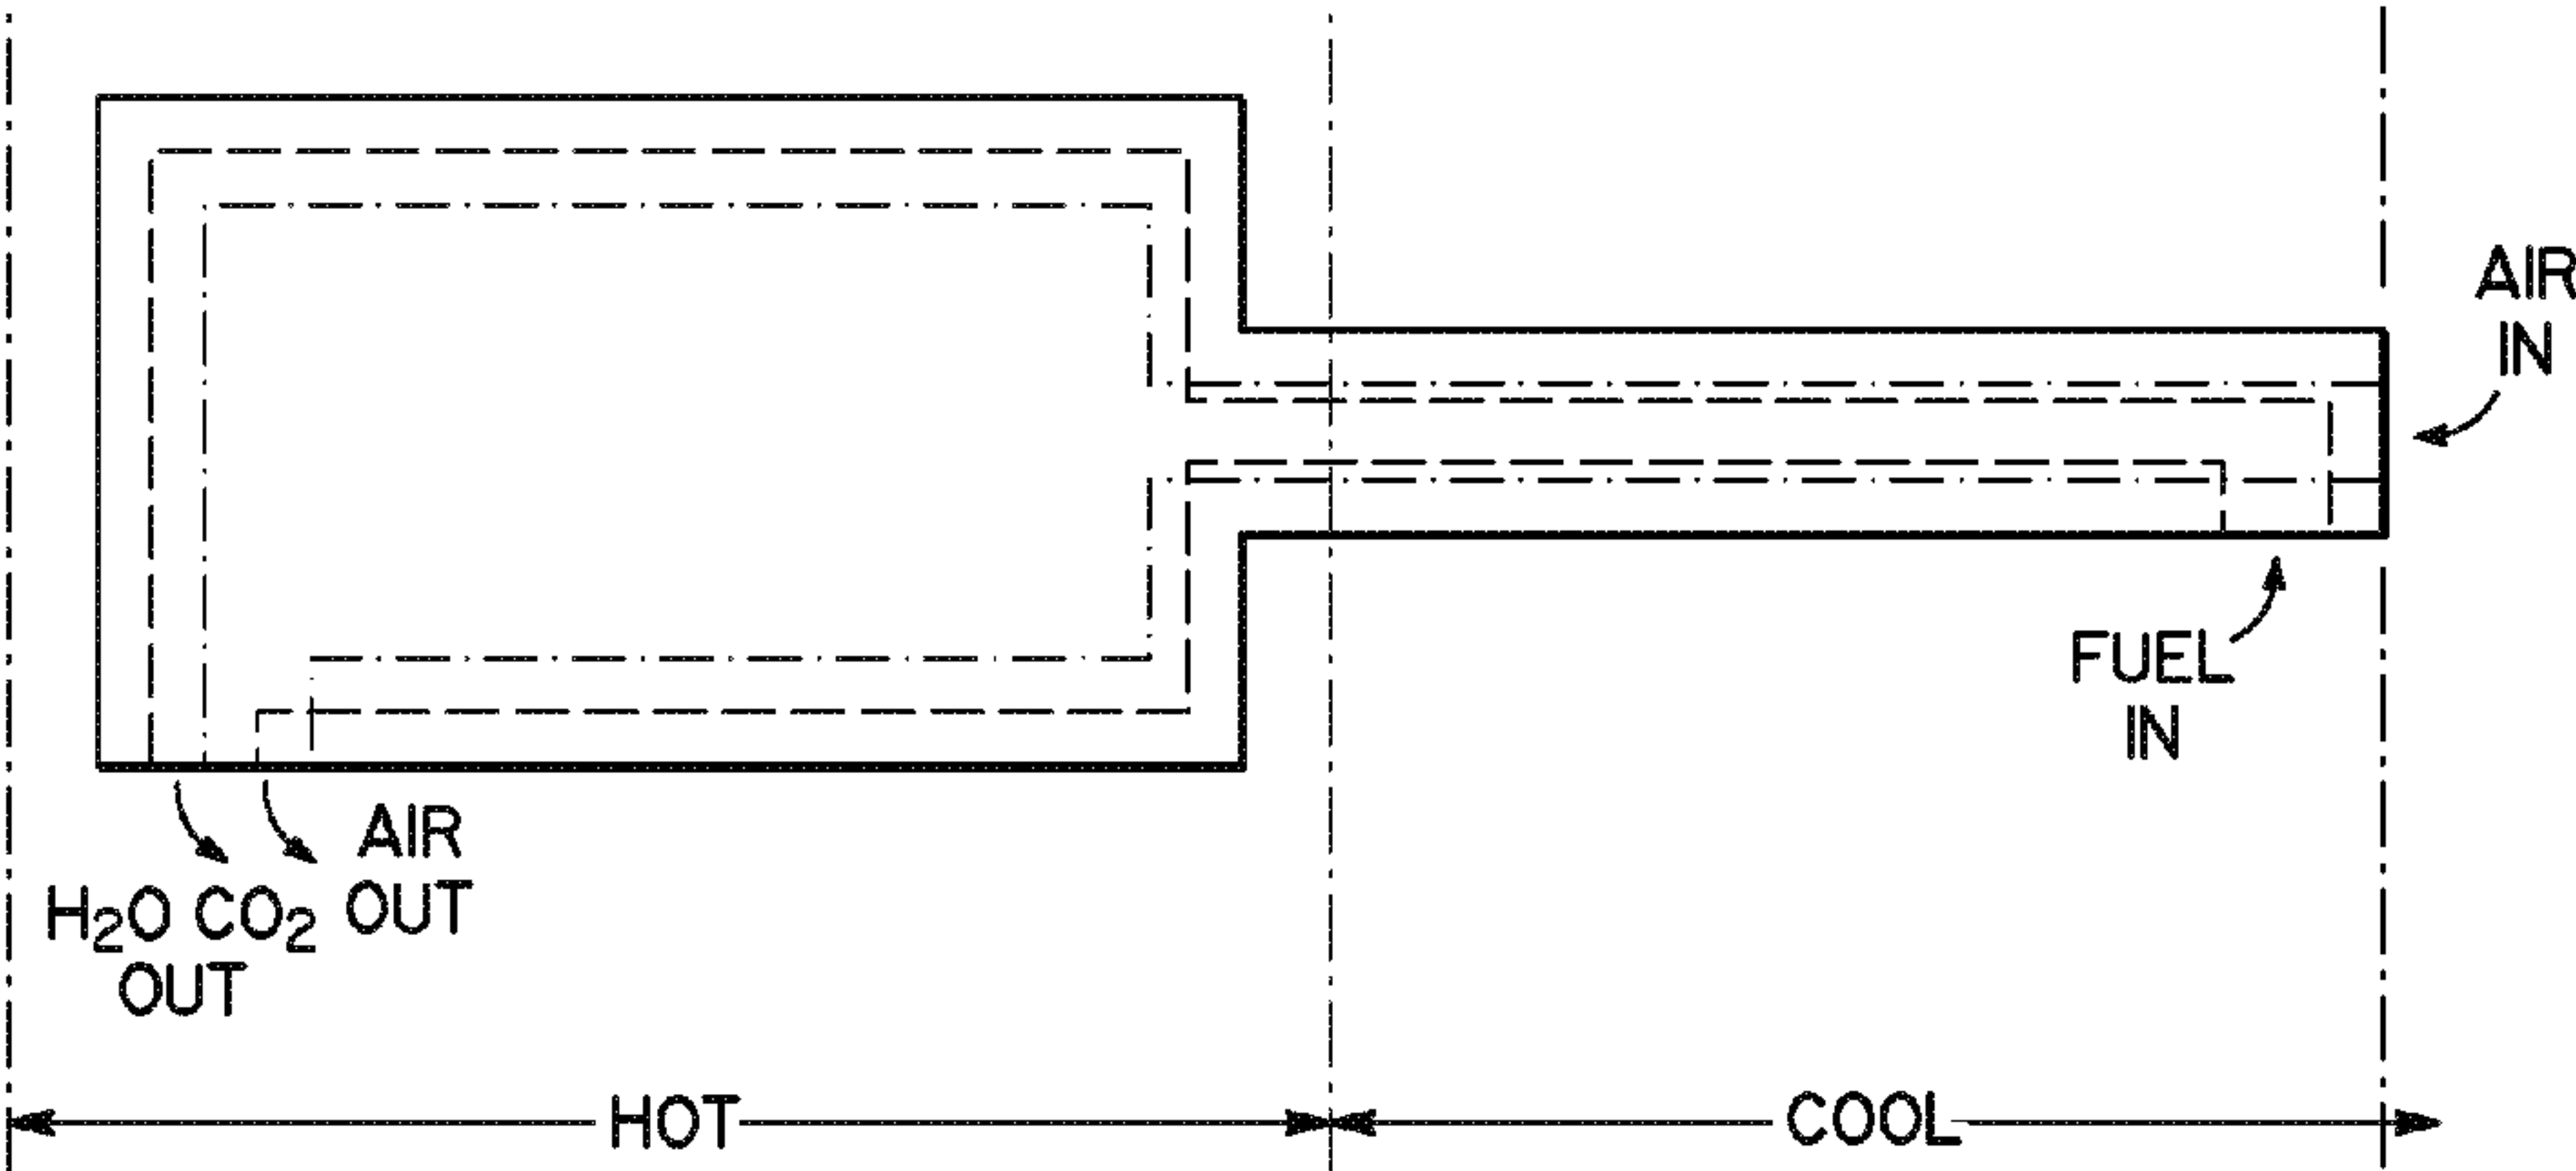 AIR
IN
FUEL
IN
AIR
OUT
H₂O CO₂
OUT
HOT
COOL